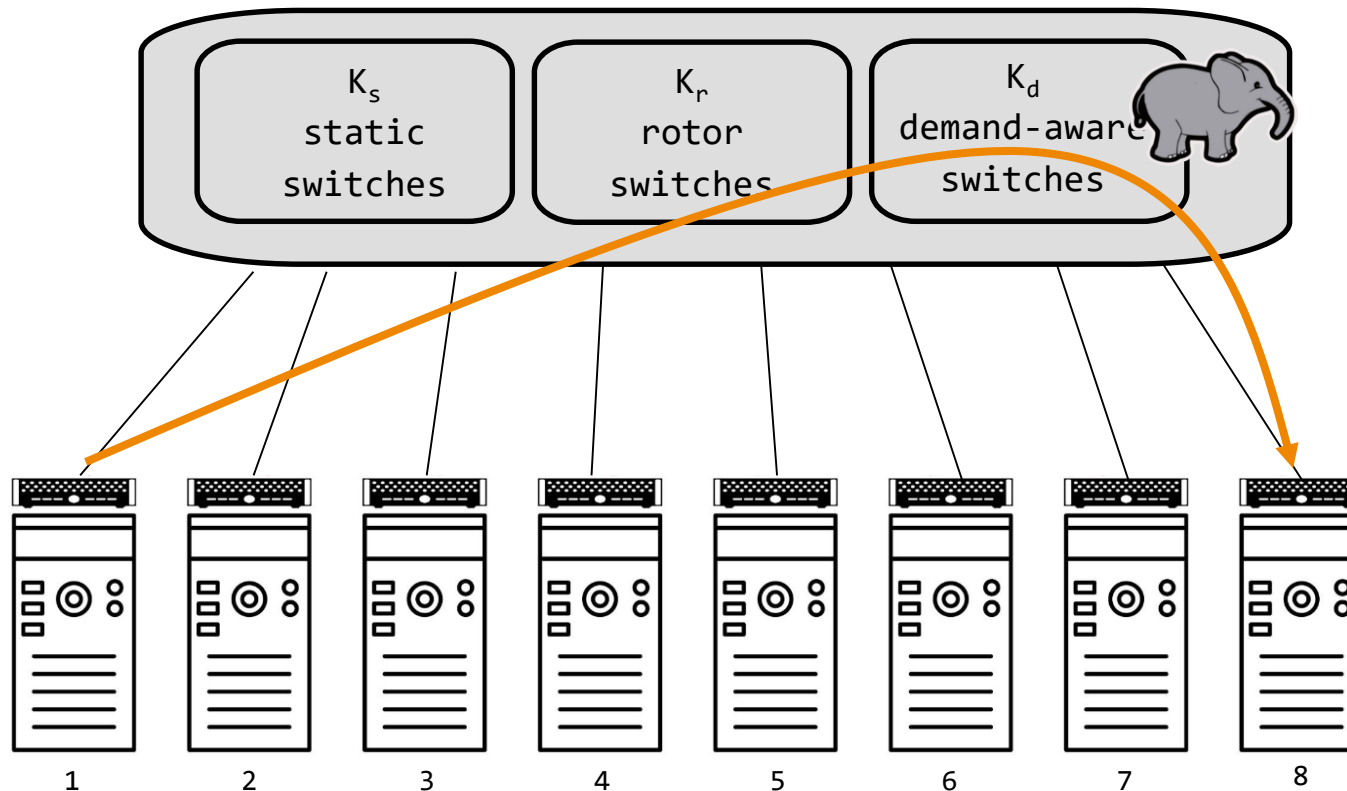 K_s
static
switches
K_r
rotor
switches
K_d
demand-aware
switches
1 2 3 4 5 6 7 8